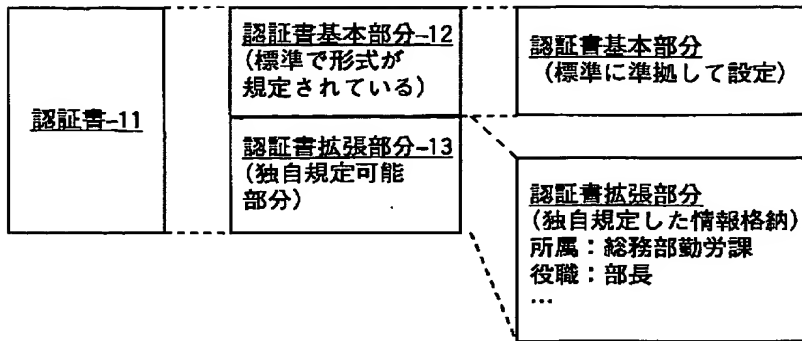 認証書-11
認証書基本部分-12
(標準で形式が
規定されている)
認証書拡張部分-13
(独自規定可能
部分)
認証書基本部分
(標準に準拠して設定)
認証書拡張部分
(独自規定した情報格納)
所属：総務部勤労課
役職：部長
…